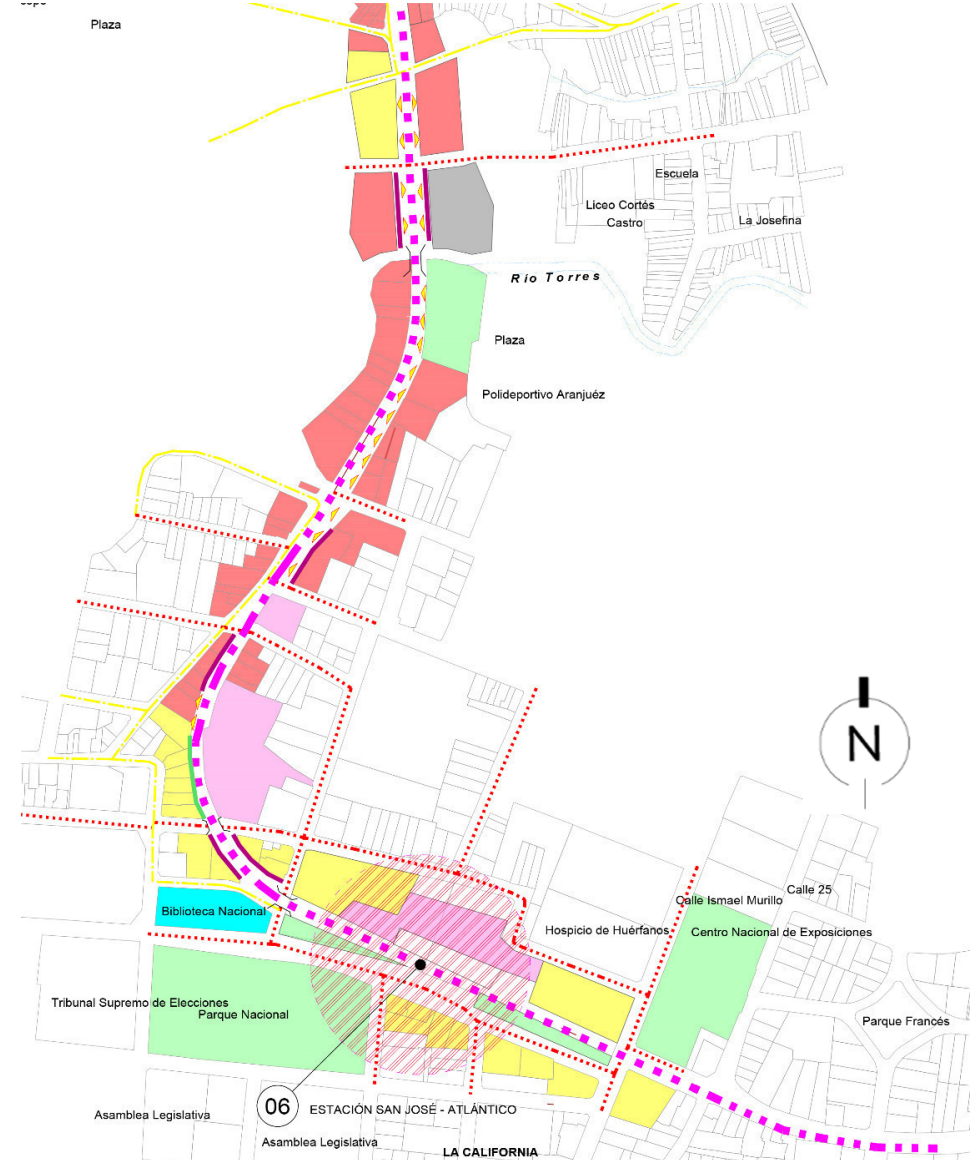 Plaza
Escuela
Liceo Cortés
Castro
La Josefina
Río Torres
Plaza
Polideportivo Aranjuéz
N
Calle 25
Calle Ismael Murillo
Biblioteca Nacional
Hospicio de Huérfanos
Centro Nacional de Exposiciones
Tribunal Supremo de Elecciones
Parque Nacional
Parque Francés
06
ESTACIÓN SAN JOSÉ - ATLÁNTICO
Asamblea Legislativa
Asamblea Legislativa
LA CALIFORNIA